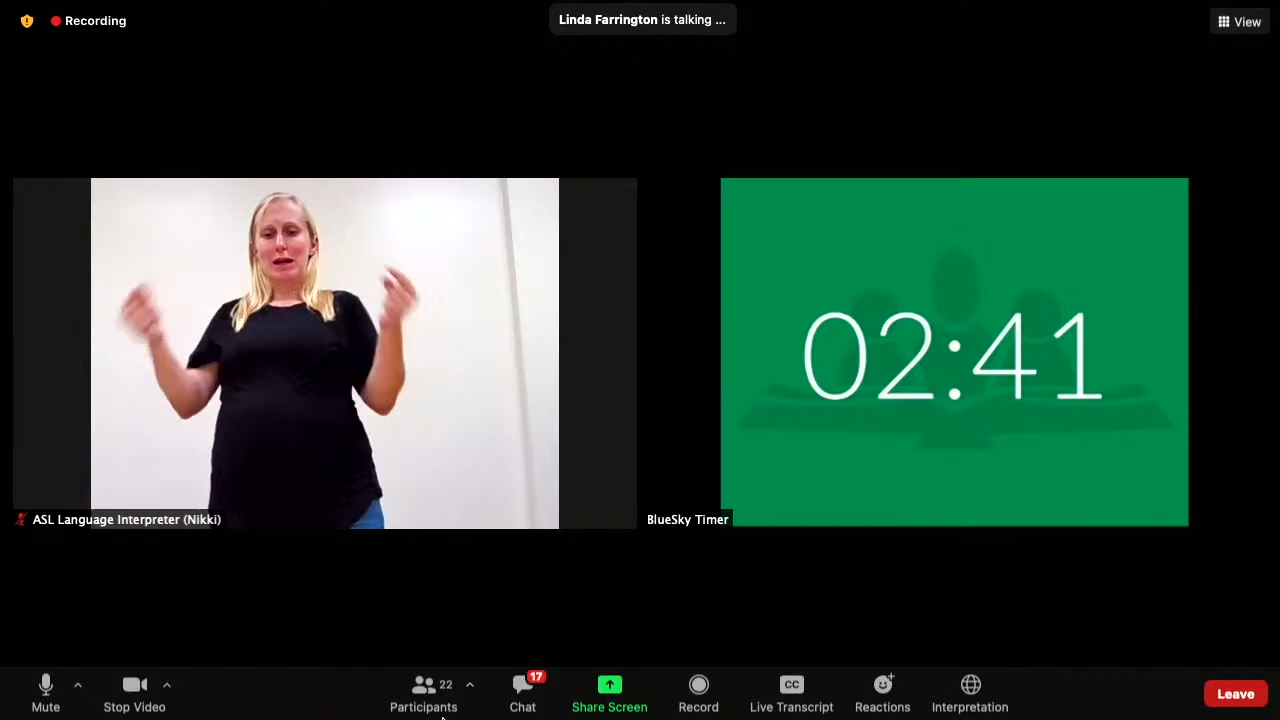 Recording
Linda Farrington is talking ...
View
02:41
ASL Language Interpreter (Nikki)
BlueSky Timer
Mute
Stop Video
22
Participants
17
Chat
Share Screen
Record
CC
Live Transcript
Reactions
Interpretation
Leave